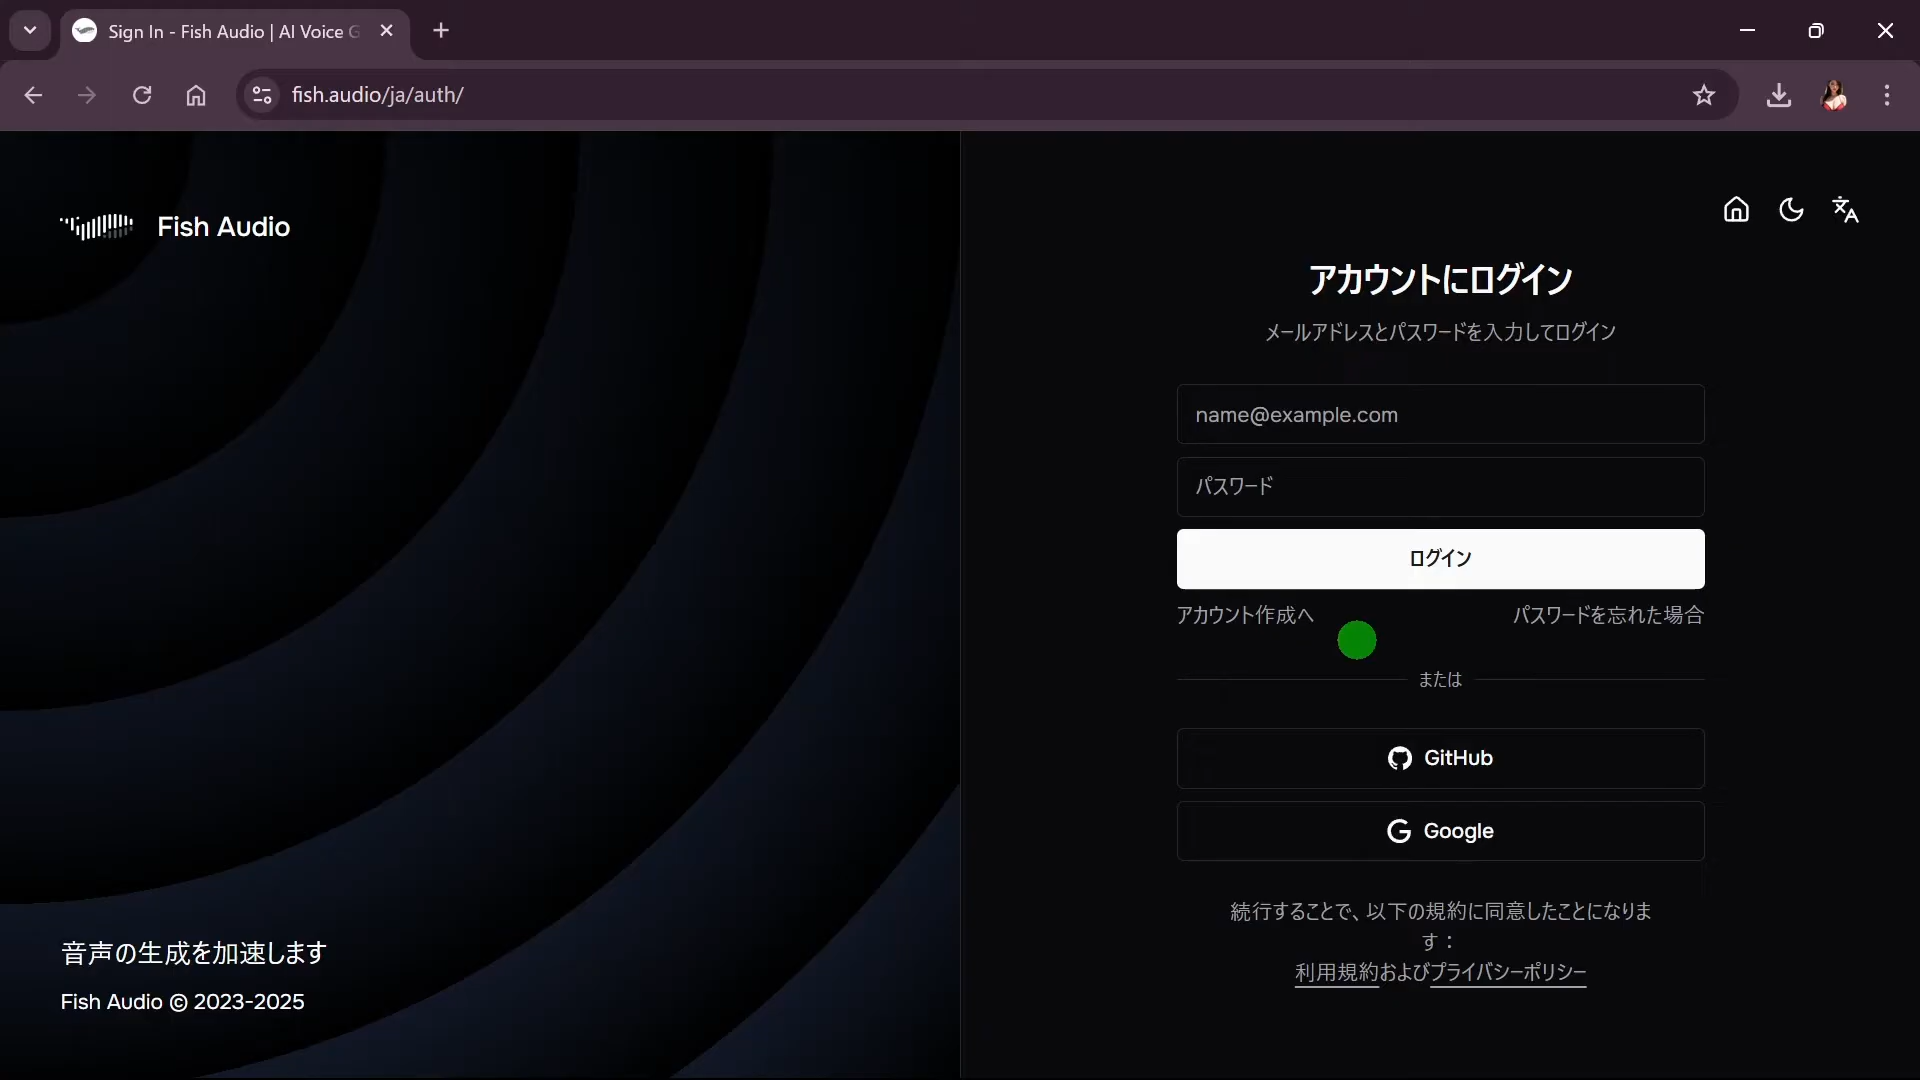 Sign In - Fish Audio | AI Voice G
fish.audio/ja/auth/
Fish Audio
アカウントにログイン
メールアドレスとパスワードを入力してログイン
name@example.com
パスワード
ログイン
アカウント作成へ
パスワードを忘れた場合
または
GitHub
Google
続行することで、以下の規約に同意したことになりま
す：
利用規約およびプライバシーポリシー
音声の生成を加速します
Fish Audio © 2023-2025